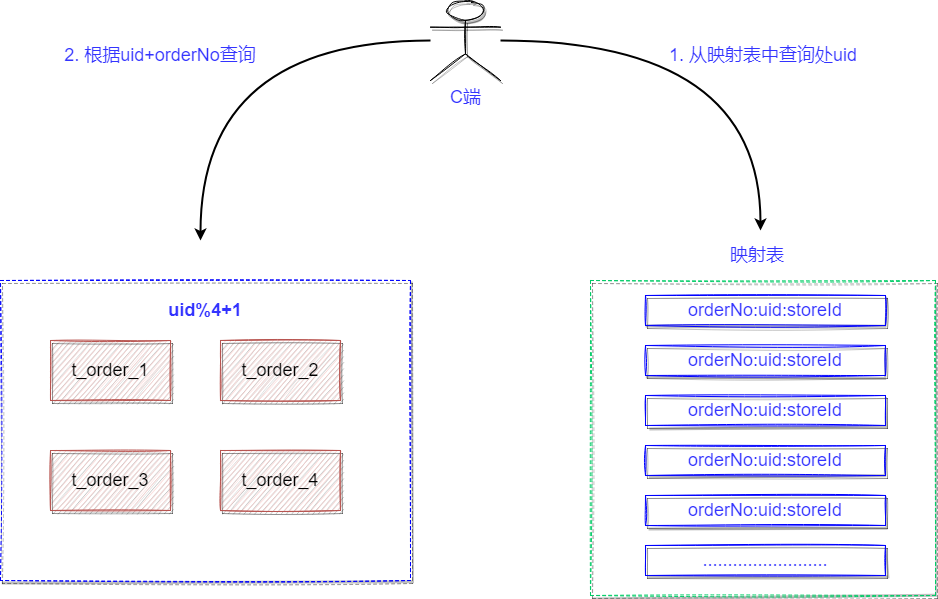 2. 根据uid+orderNo查询
1. 从映射表中查询处uid
C端
映射表
uid%4+1
t_order_1
t_order_2
t_order_3
t_order_4
orderNo:uid:storeId
orderNo:uid:storeId
orderNo:uid:storeId
orderNo:uid:storeId
orderNo:uid:storeId
.........................